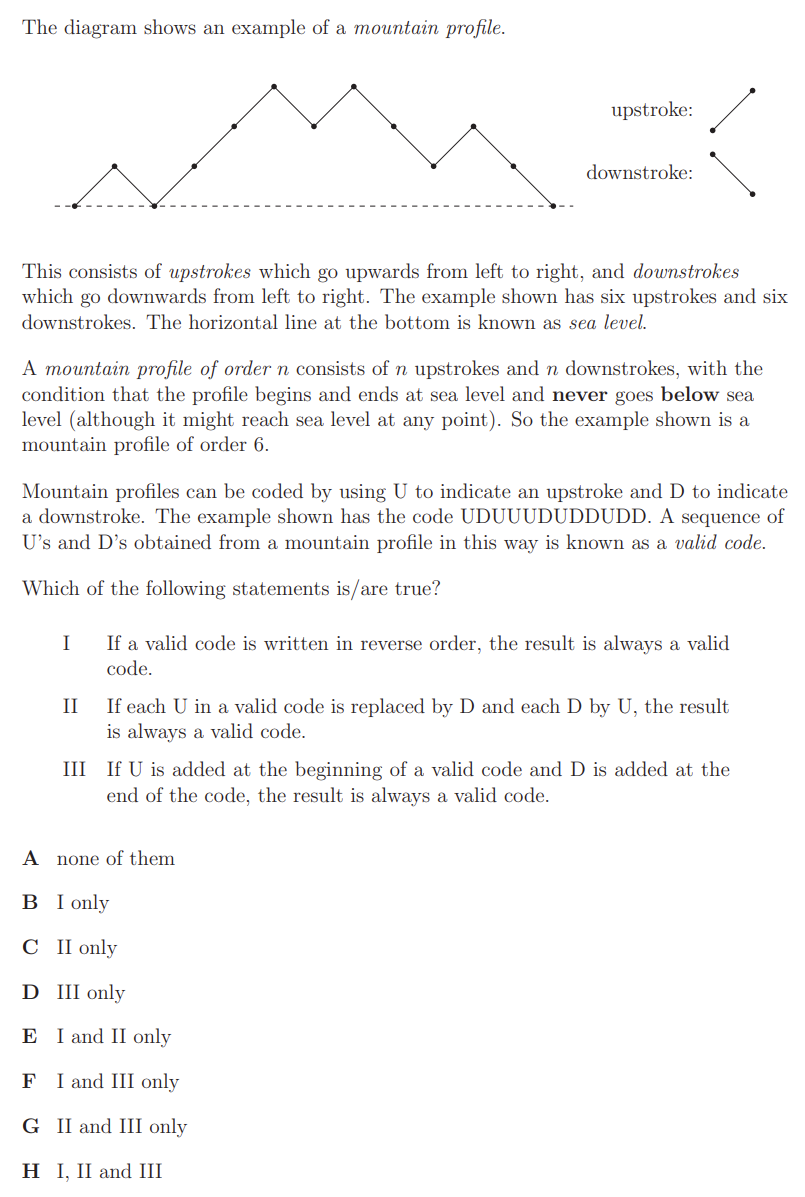 The diagram shows an example of a mountain profile.
upstroke:
downstroke:
This consists of upstrokes which go upwards from left to right, and downstrokes
which go downwards from left to right. The example shown has six upstrokes and six
downstrokes. The horizontal line at the bottom is known as sea level.
A mountain profile of order n consists of n upstrokes and n downstrokes, with the
condition that the profile begins and ends at sea level and never goes below sea
level (although it might reach sea level at any point). So the example shown is a
mountain profile of order 6.
Mountain profiles can be coded by using U to indicate an upstroke and D to indicate
a downstroke. The example shown has the code UDUUUDUDDUDD. A sequence of
U's and D's obtained from a mountain profile in this way is known as a valid code.
Which of the following statements is/are true?
I If a valid code is written in reverse order, the result is always a valid
code.
II If each U in a valid code is replaced by D and each D by U, the result
is always a valid code.
III If U is added at the beginning of a valid code and D is added at the
end of the code, the result is always a valid code.
A none of them
B I only
C II only
D III only
E I and II only
F I and III only
G II and III only
H I, II and III